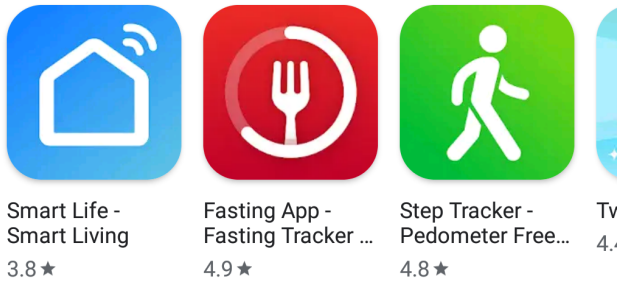 Smart Life -
Smart Living
3.8★
Fasting App -
Fasting Tracker ...
4.9★
Step Tracker -
Pedometer Free...
4.8★